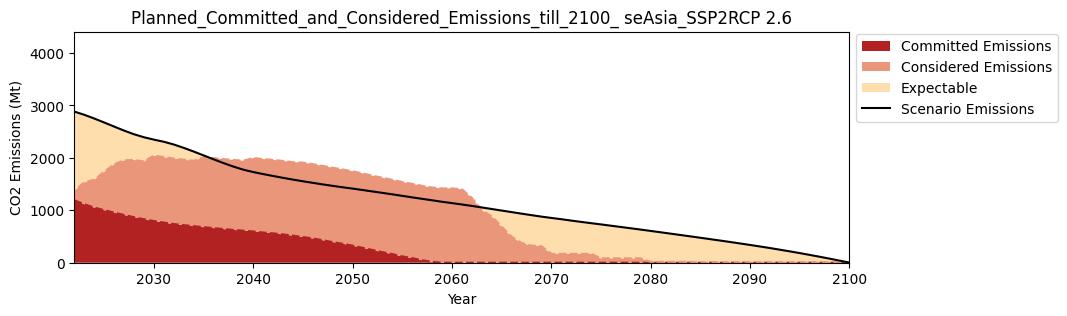 Planned_Committed_and_Considered_Emissions_till_2100_ seAsia_SSP2RCP 2.6
4000
3000
2000
1000
0
CO2 Emissions (Mt)
2030 2040 2050 2060 2070 2080 2090 2100
Year
Committed Emissions
Considered Emissions
Expectable
Scenario Emissions